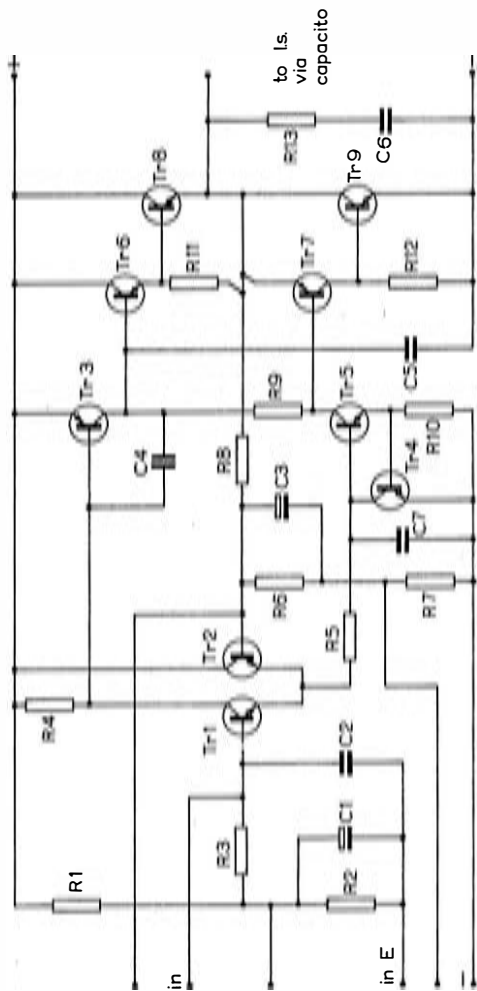 +
to l.s.
via
capacito
R13
C6
−
Tr8
Tr9
Tr6
R11
Tr7
R12
Tr3
R9
C5
Tr5
R10
C4
R8
C3
Tr4
C7
R6
R7
Tr2
R5
R4
Tr1
C2
C1
R3
R1
R2
in
in E
−